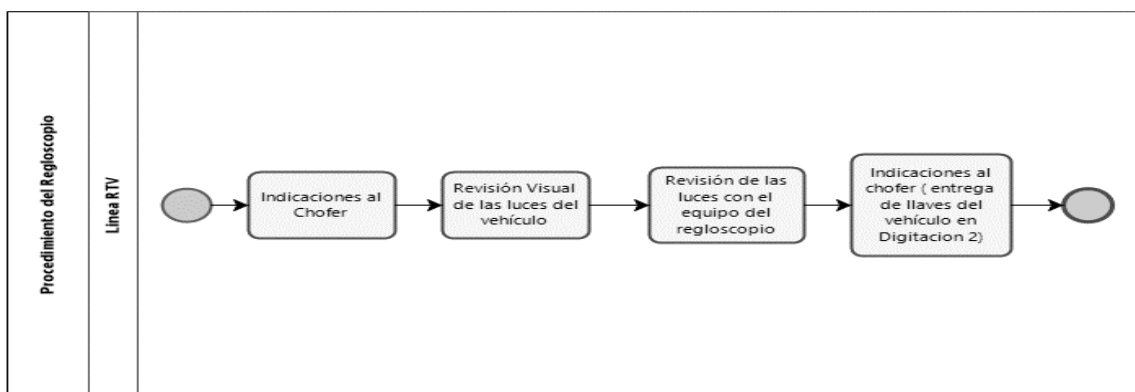 Procedimiento del Regloscopio
Línea RTV
Indicaciones al
Chofer
Revisión Visual
de las luces del
vehículo
Revisión de las
luces con el
equipo del
regloscopio
Indicaciones al
chofer ( entrega
de llaves del
vehículo en
Digitacion 2)